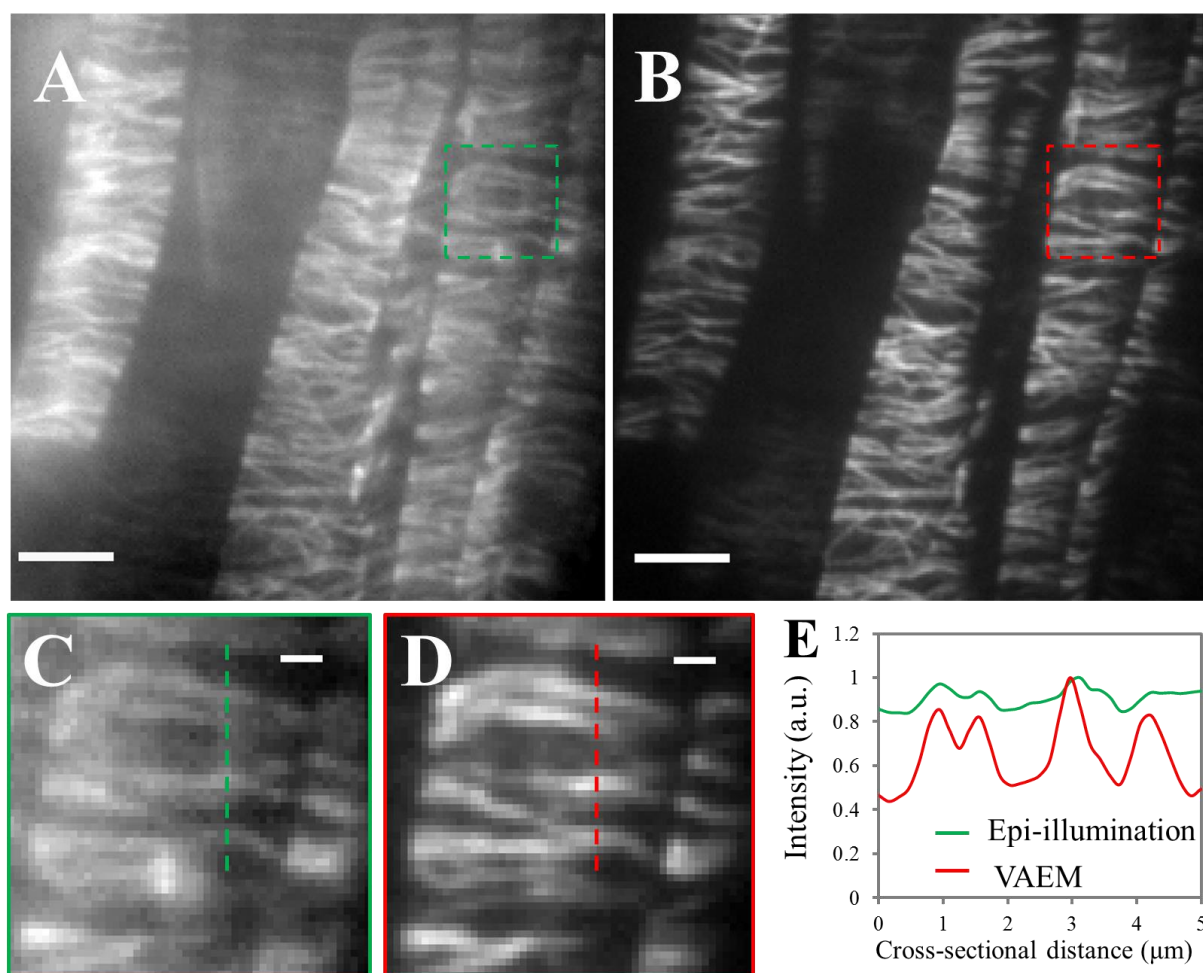 A
B
C
D
E
Intensity (a.u.)
1.2
1
0.8
0.6
0.4
0.2
0
Epi-illumination
VAEM
0 1 2 3 4 5
Cross-sectional distance (μm)